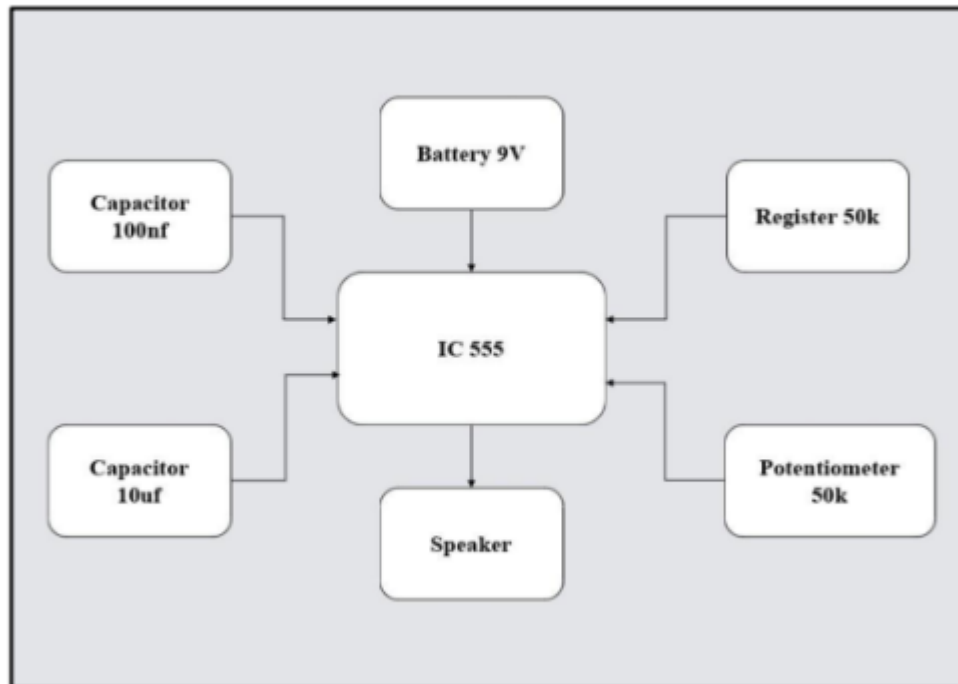 Battery 9V
Capacitor
100nf
Register 50k
IC 555
Capacitor
10uf
Potentiometer
50k
Speaker